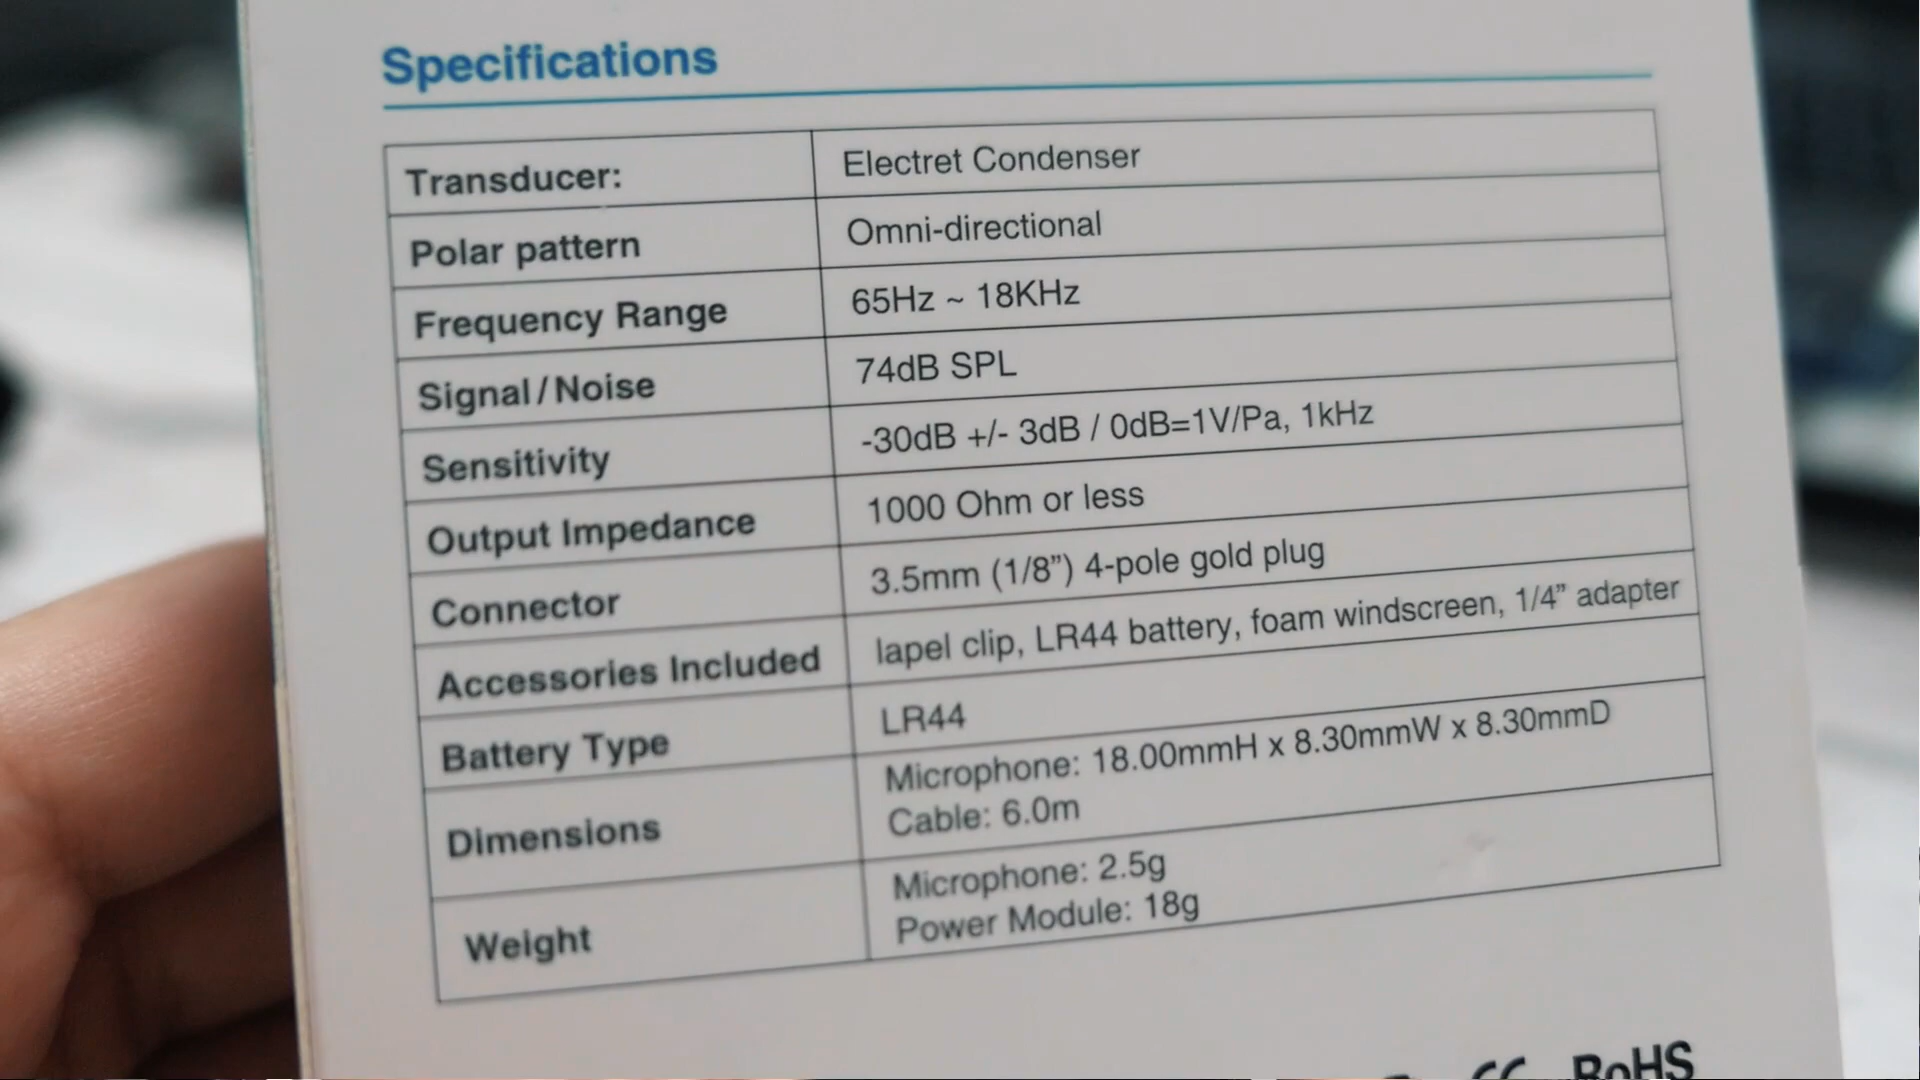 Specifications
Transducer: Electret Condenser
Polar pattern Omni-directional
Frequency Range 65Hz ~ 18KHz
Signal/Noise 74dB SPL
Sensitivity -30dB +/- 3dB / 0dB=1V/Pa, 1kHz
Output Impedance 1000 Ohm or less
Connector 3.5mm (1/8”) 4-pole gold plug
Accessories Included lapel clip, LR44 battery, foam windscreen, 1/4” adapter
Battery Type LR44
Dimensions Microphone: 18.00mmH x 8.30mmW x 8.30mmD
Cable: 6.0m
Weight Microphone: 2.5g
Power Module: 18g
RoHS